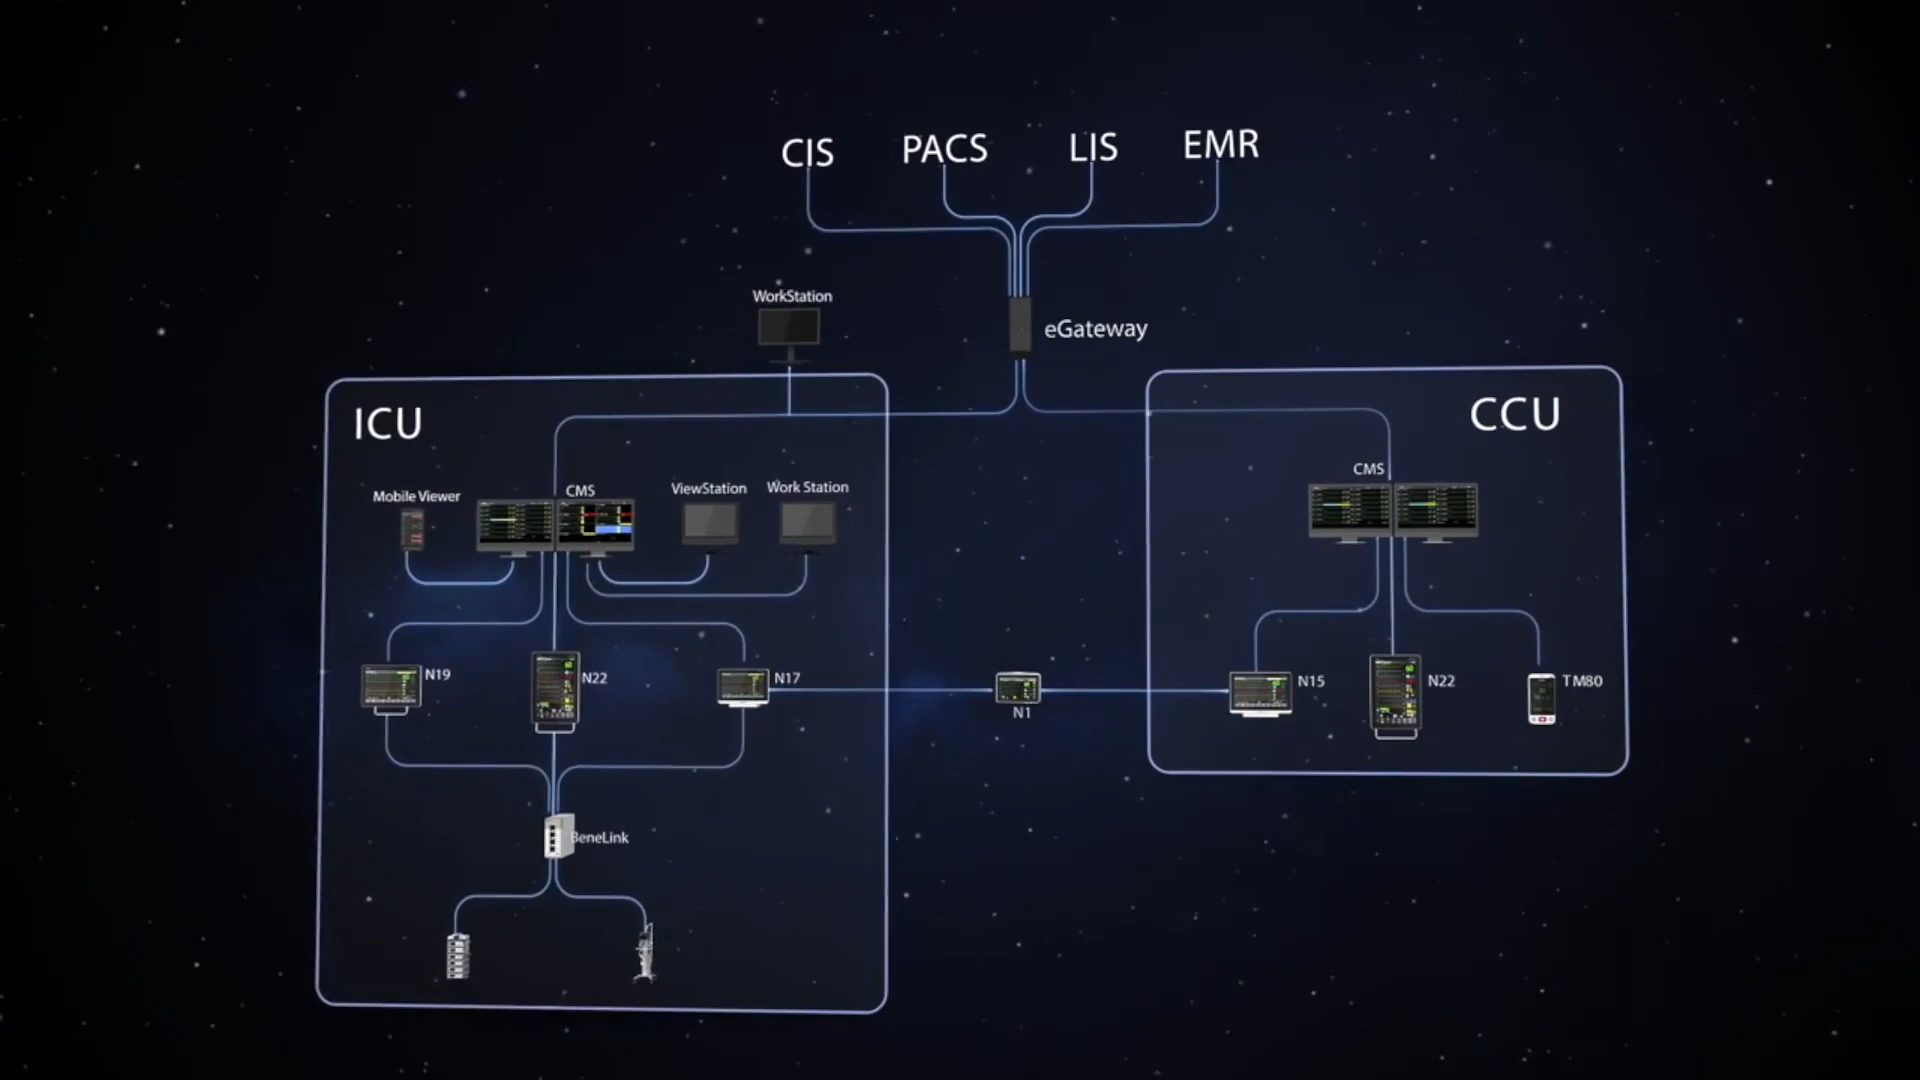 CIS
PACS
LIS
EMR
WorkStation
eGateway
ICU
CCU
CMS
Mobile Viewer
CMS
ViewStation
Work Station
N19
N22
N17
N1
N15
N22
TM80
BeneLink